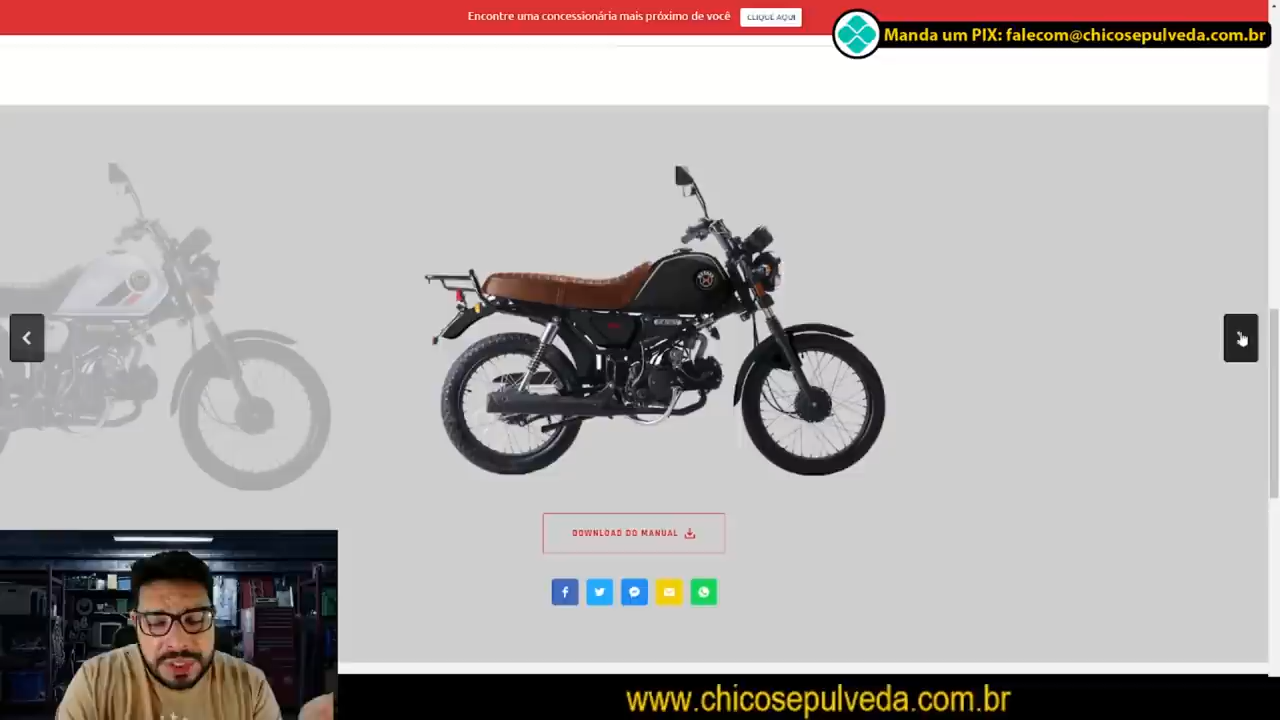 Encontre uma concessionária mais próximo de você
CLIQUE AQUI
Manda um PIX: falecom@chicosepulveda.com.br
DOWNLOAD DO MANUAL
www.chicosepulveda.com.br